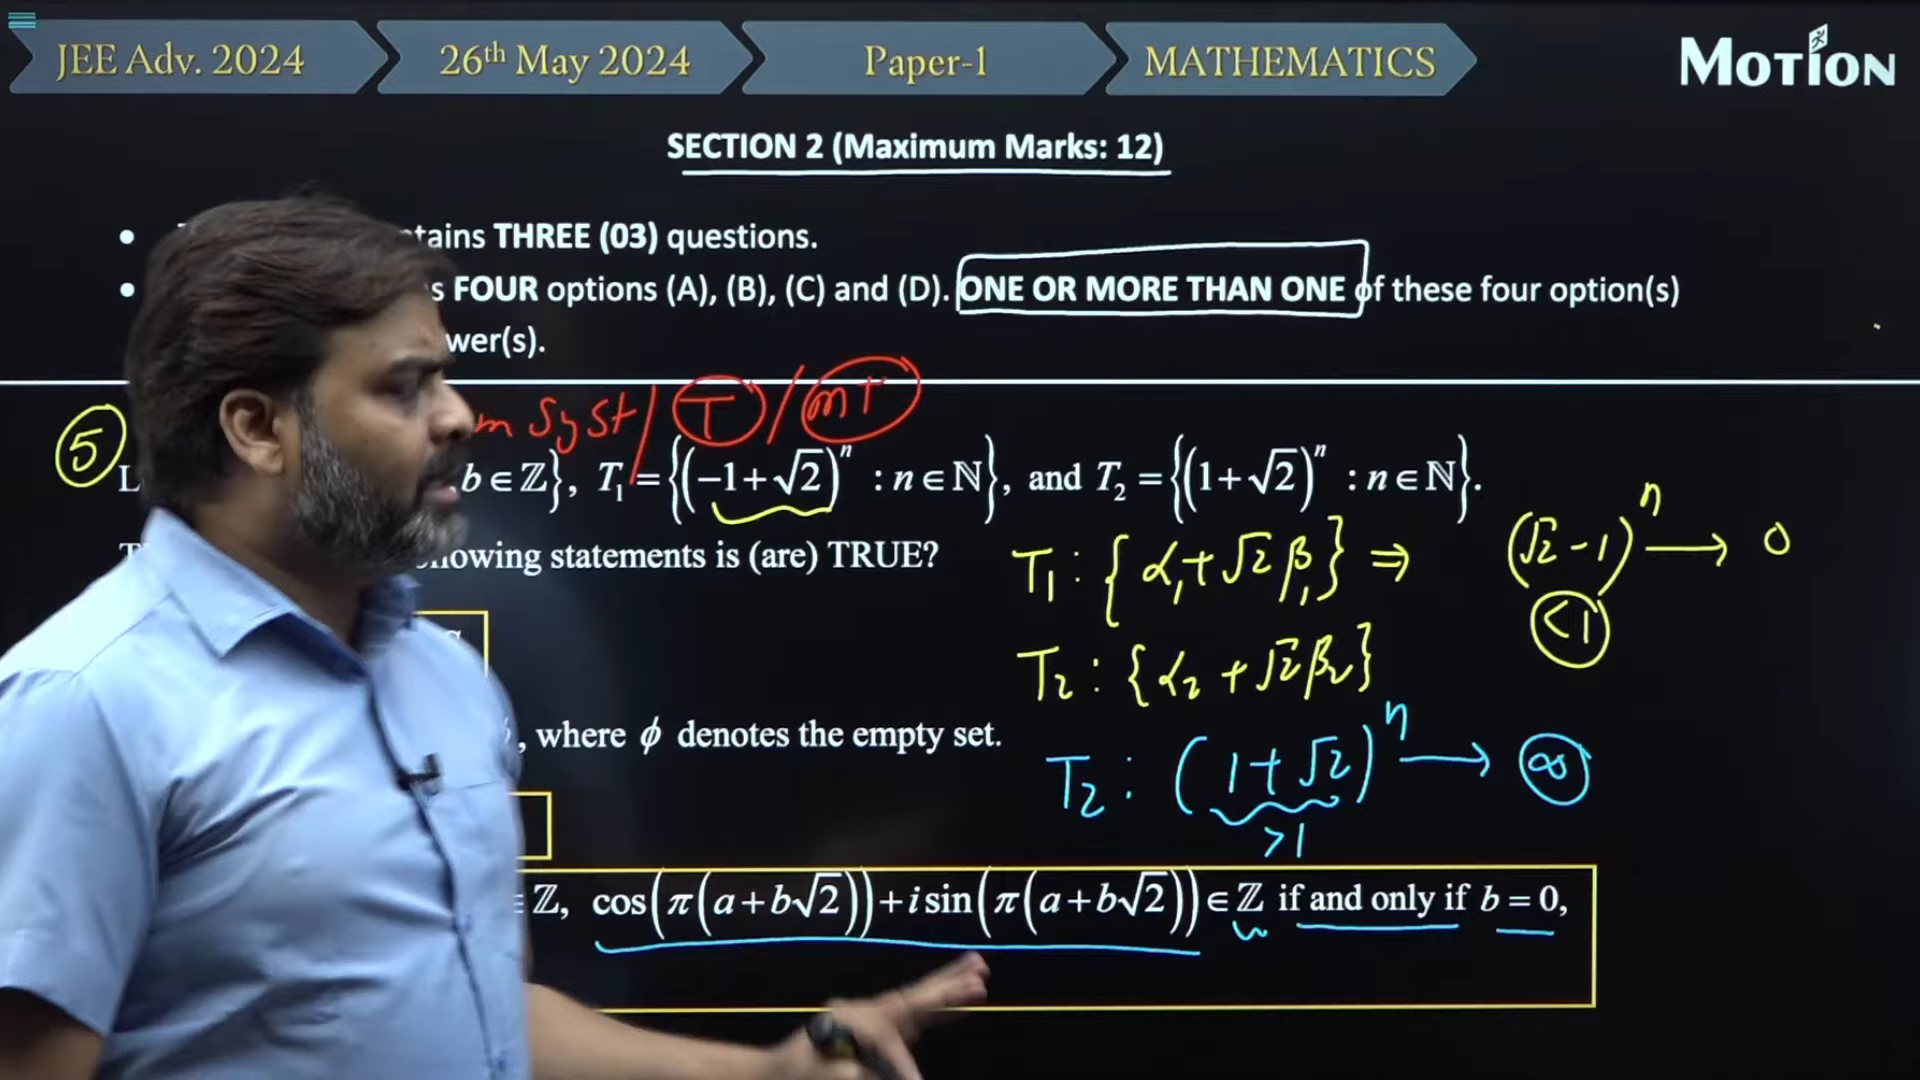 JEE Adv. 2024 26th May 2024 Paper-1 MATHEMATICS MOTION
SECTION 2 (Maximum Marks: 12)
tains THREE (03) questions.
s FOUR options (A), (B), (C) and (D). ONE OR MORE THAN ONE of these four option(s)
wer(s).
m Syst / T / MT
5
L b ∈ ℤ}, T₁ = {(-1+√2)ⁿ : n ∈ ℕ}, and T₂ = {(1+√2)ⁿ : n ∈ ℕ}.
T lowing statements is (are) TRUE?
T₁ : { α₁ + √2 β₁ } ⇒ (√2 - 1)ⁿ → 0
<1
T₂ : { α₂ + √2 β₂ }
, where ϕ denotes the empty set.
T₂ : (1 + √2)ⁿ → ∞
>1
∈ ℤ, cos(π(a+b√2)) + i sin(π(a+b√2)) ∈ ℤ if and only if b = 0,